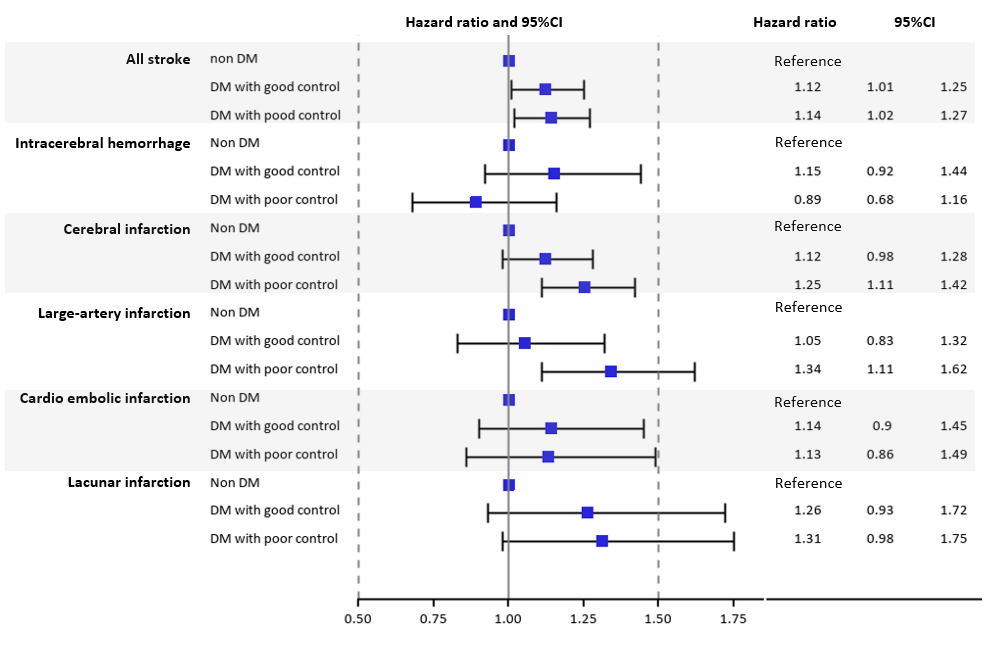 Hazard ratio and 95%CI Hazard ratio 95%CI
All stroke non DM Reference
DM with good control 1.12 1.01 1.25
DM with pood control 1.14 1.02 1.27
Intracerebral hemorrhage Non DM Reference
DM with good control 1.15 0.92 1.44
DM with poor control 0.89 0.68 1.16
Cerebral infarction Non DM Reference
DM with good control 1.12 0.98 1.28
DM with poor control 1.25 1.11 1.42
Large-artery infarction Non DM Reference
DM with good control 1.05 0.83 1.32
DM with poor control 1.34 1.11 1.62
Cardio embolic infarction Non DM Reference
DM with good control 1.14 0.9 1.45
DM with poor control 1.13 0.86 1.49
Lacunar infarction Non DM Reference
DM with good control 1.26 0.93 1.72
DM with poor control 1.31 0.98 1.75
0.50 0.75 1.00 1.25 1.50 1.75